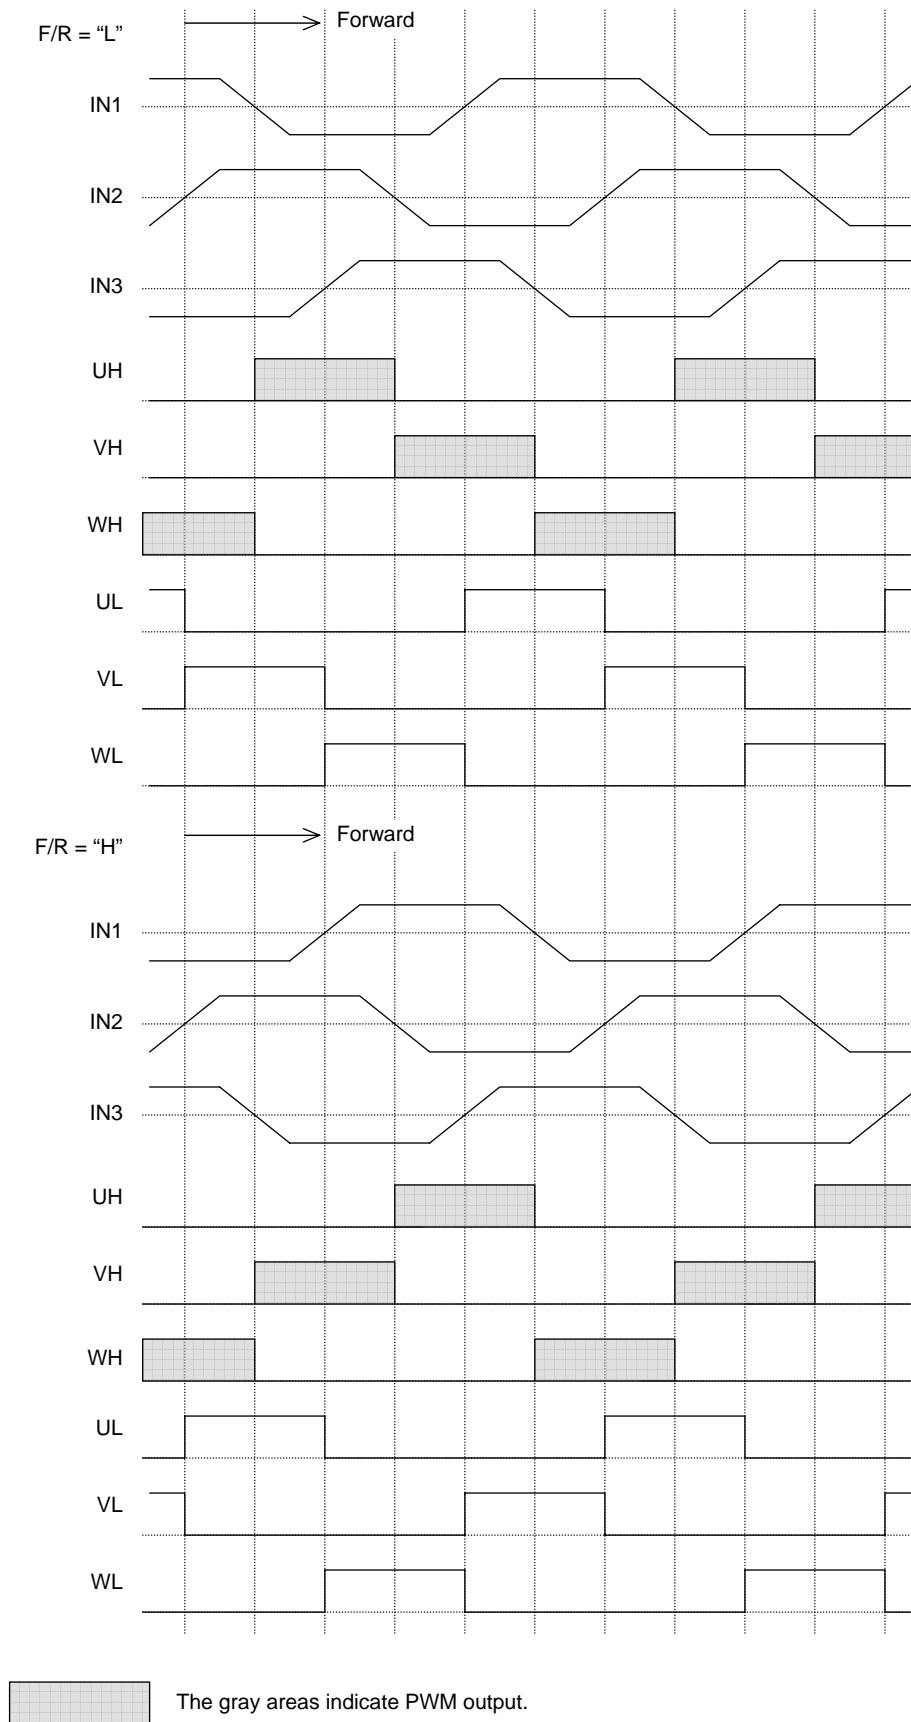 Forward
F/R = “L”
IN1
IN2
IN3
UH
VH
WH
UL
VL
WL
Forward
F/R = “H”
IN1
IN2
IN3
UH
VH
WH
UL
VL
WL
The gray areas indicate PWM output.